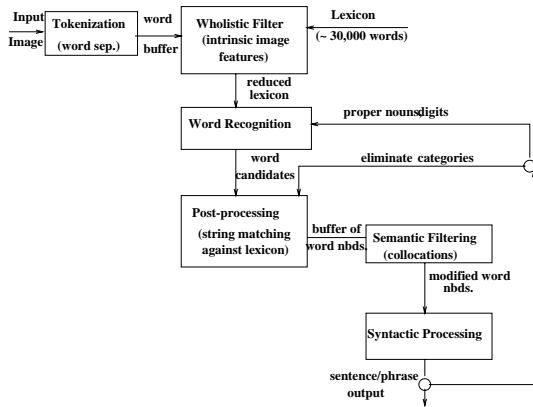 Input
Image
Tokenization
(word sep.)
word
buffer
Wholistic Filter
(intrinsic image
features)
Lexicon
(~ 30,000 words)
reduced
lexicon
Word Recognition
proper nouns,digits
word
candidates
eliminate categories
Post-processing
(string matching
against lexicon)
buffer of
word nbds.
Semantic Filtering
(collocations)
modified word
nbds.
Syntactic Processing
sentence/phrase
output